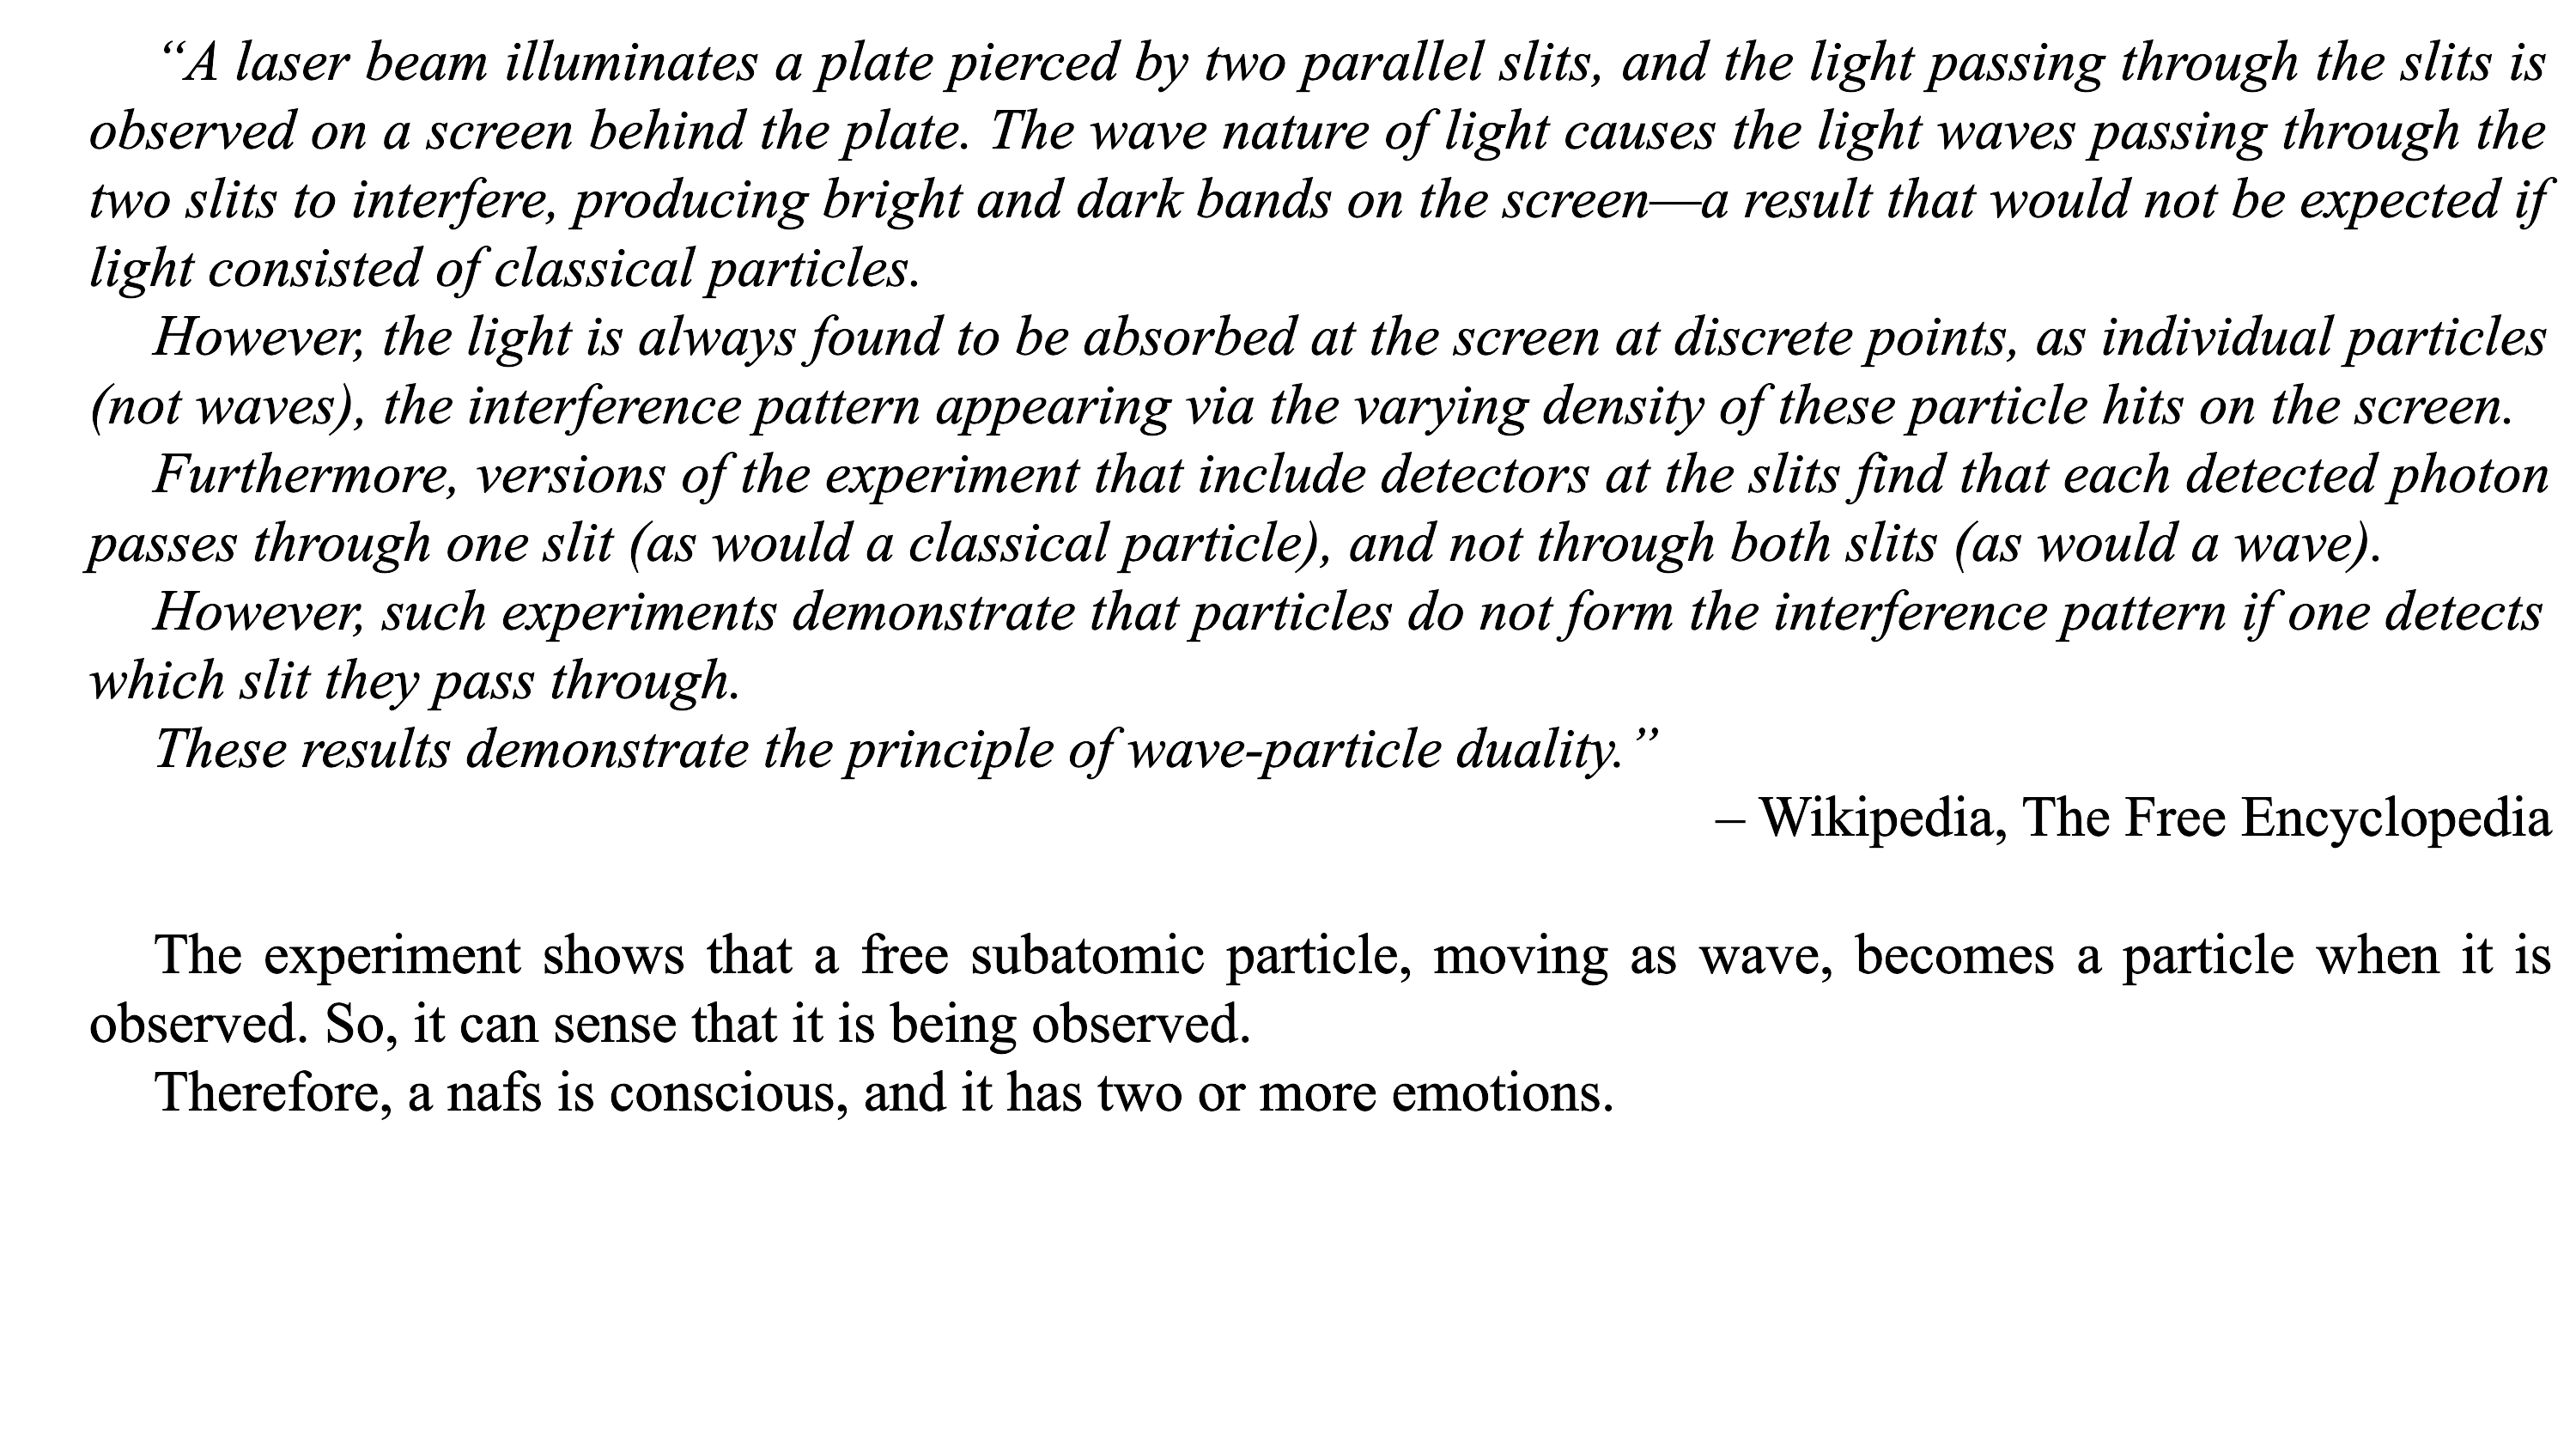 “A laser beam illuminates a plate pierced by two parallel slits, and the light passing through the slits is
observed on a screen behind the plate. The wave nature of light causes the light waves passing through the
two slits to interfere, producing bright and dark bands on the screen—a result that would not be expected if
light consisted of classical particles.
However, the light is always found to be absorbed at the screen at discrete points, as individual particles
(not waves), the interference pattern appearing via the varying density of these particle hits on the screen.
Furthermore, versions of the experiment that include detectors at the slits find that each detected photon
passes through one slit (as would a classical particle), and not through both slits (as would a wave).
However, such experiments demonstrate that particles do not form the interference pattern if one detects
which slit they pass through.
These results demonstrate the principle of wave-particle duality.”
– Wikipedia, The Free Encyclopedia
The experiment shows that a free subatomic particle, moving as wave, becomes a particle when it is
observed. So, it can sense that it is being observed.
Therefore, a nafs is conscious, and it has two or more emotions.